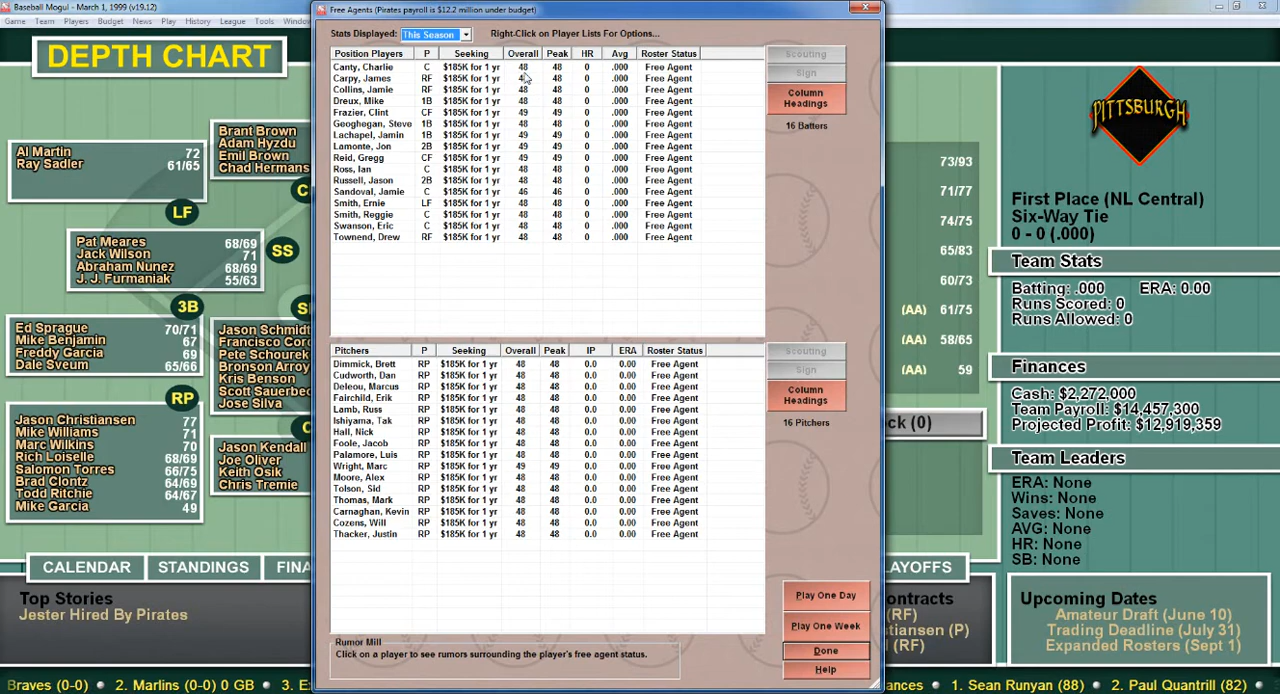 Baseball Mogul - March 1, 1999 (v19.12)
Game Team Players Budget News Play History League Tools Window
DEPTH CHART
Al Martin 72
Ray Sadler 61/65
Brant Brown
Adam Hyzdu
Emil Brown
Chad Hermans
LF
Pat Meares 68/69
Jack Wilson 71
Abraham Nunez 68/69
J. J. Furmaniak 55/63
SS
3B
Ed Sprague 70/71
Mike Benjamin 67
Freddy Garcia 69
Dale Sveum 65/66
Jason Schmidt
Francisco Cor
Pete Schourek
Bronson Arroy
Kris Benson
Scott Sauerbec
Jose Silva
RP
Jason Christiansen 77
Mike Williams 71
Marc Wilkins 70
Rich Loiselle 68/69
Salomon Torres 66/75
Brad Clontz 64/69
Todd Ritchie 64/67
Mike Garcia 49
Jason Kendall
Joe Oliver
Keith Osik
Chris Tremie
CALENDAR STANDINGS FINA
Top Stories
Jester Hired By Pirates
Free Agents (Pirates payroll is $12.2 million under budget)
Stats Displayed: This Season Right-Click on Player Lists For Options...
Position Players P Seeking Overall Peak HR Avg Roster Status
Canty, Charlie C $185K for 1 yr 48 48 0 .000 Free Agent
Carpy, James RF $185K for 1 yr 48 0 .000 Free Agent
Collins, Jamie RF $185K for 1 yr 48 48 0 .000 Free Agent
Dreux, Mike 1B $185K for 1 yr 48 48 0 .000 Free Agent
Frazier, Clint CF $185K for 1 yr 49 49 0 .000 Free Agent
Geoghegan, Steve 1B $185K for 1 yr 48 48 0 .000 Free Agent
Lachapel, Jamin 1B $185K for 1 yr 49 49 0 .000 Free Agent
Lamonte, Jon 2B $185K for 1 yr 49 49 0 .000 Free Agent
Reid, Gregg CF $185K for 1 yr 49 49 0 .000 Free Agent
Ross, Ian C $185K for 1 yr 48 48 0 .000 Free Agent
Russell, Jason 2B $185K for 1 yr 48 48 0 .000 Free Agent
Sandoval, Jamie C $185K for 1 yr 46 46 0 .000 Free Agent
Smith, Ernie LF $185K for 1 yr 48 48 0 .000 Free Agent
Smith, Reggie C $185K for 1 yr 48 48 0 .000 Free Agent
Swanson, Eric C $185K for 1 yr 48 48 0 .000 Free Agent
Townend, Drew RF $185K for 1 yr 48 48 0 .000 Free Agent
Scouting
Sign
Column
Headings
16 Batters
Pitchers P Seeking Overall Peak IP ERA Roster Status
Dimmick, Brett RP $185K for 1 yr 48 48 0.0 0.00 Free Agent
Cudworth, Dan RP $185K for 1 yr 48 48 0.0 0.00 Free Agent
Deleou, Marcus RP $185K for 1 yr 48 48 0.0 0.00 Free Agent
Fairchild, Erik RP $185K for 1 yr 48 48 0.0 0.00 Free Agent
Lamb, Russ RP $185K for 1 yr 48 48 0.0 0.00 Free Agent
Ishiyama, Tak RP $185K for 1 yr 48 48 0.0 0.00 Free Agent
Hall, Nick RP $185K for 1 yr 48 48 0.0 0.00 Free Agent
Foole, Jacob RP $185K for 1 yr 48 48 0.0 0.00 Free Agent
Palamore, Luis RP $185K for 1 yr 48 48 0.0 0.00 Free Agent
Wright, Marc RP $185K for 1 yr 49 49 0.0 0.00 Free Agent
Moore, Alex RP $185K for 1 yr 48 48 0.0 0.00 Free Agent
Tolson, Sid RP $185K for 1 yr 48 48 0.0 0.00 Free Agent
Thomas, Mark RP $185K for 1 yr 48 48 0.0 0.00 Free Agent
Carnaghan, Kevin RP $185K for 1 yr 48 48 0.0 0.00 Free Agent
Cozens, Will RP $185K for 1 yr 48 48 0.0 0.00 Free Agent
Thacker, Justin RP $185K for 1 yr 48 48 0.0 0.00 Free Agent
Scouting
Sign
Column
Headings
16 Pitchers
Play One Day
Play One Week
Done
Help
Rumor Mill
Click on a player to see rumors surrounding the player's free agent status.
73/93
71/77
74/75
65/83
60/73
(AA) 61/75
(AA) 58/65
(AA) 59
ck (0)
LAYOFFS
ontracts
(RF)
tiansen (P)
l (RF)
PITTSBURGH
First Place (NL Central)
Six-Way Tie
0 - 0 (.000)
Team Stats
Batting: .000 ERA: 0.00
Runs Scored: 0
Runs Allowed: 0
Finances
Cash: $2,272,000
Team Payroll: $14,457,300
Projected Profit: $12,919,359
Team Leaders
ERA: None
Wins: None
Saves: None
AVG: None
HR: None
SB: None
Upcoming Dates
Amateur Draft (June 10)
Trading Deadline (July 31)
Expanded Rosters (Sept 1)
Braves (0-0) • 2. Marlins (0-0) 0 GB • 3. E
ances • 1. Sean Runyan (88) • 2. Paul Quantrill (82) •